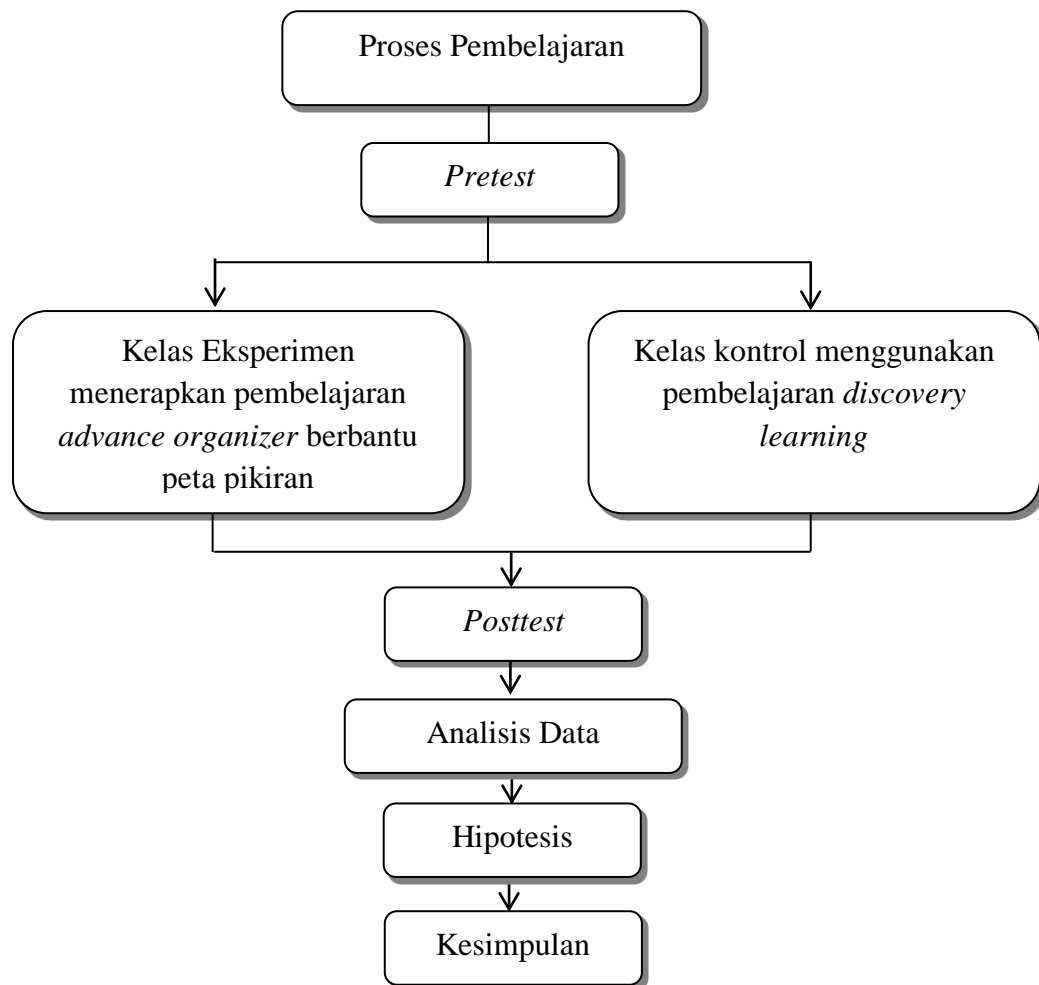 Proses Pembelajaran
Pretest
Kelas Eksperimen
menerapkan pembelajaran
advance organizer berbantu
peta pikiran
Kelas kontrol menggunakan
pembelajaran discovery
learning
Posttest
Analisis Data
Hipotesis
Kesimpulan